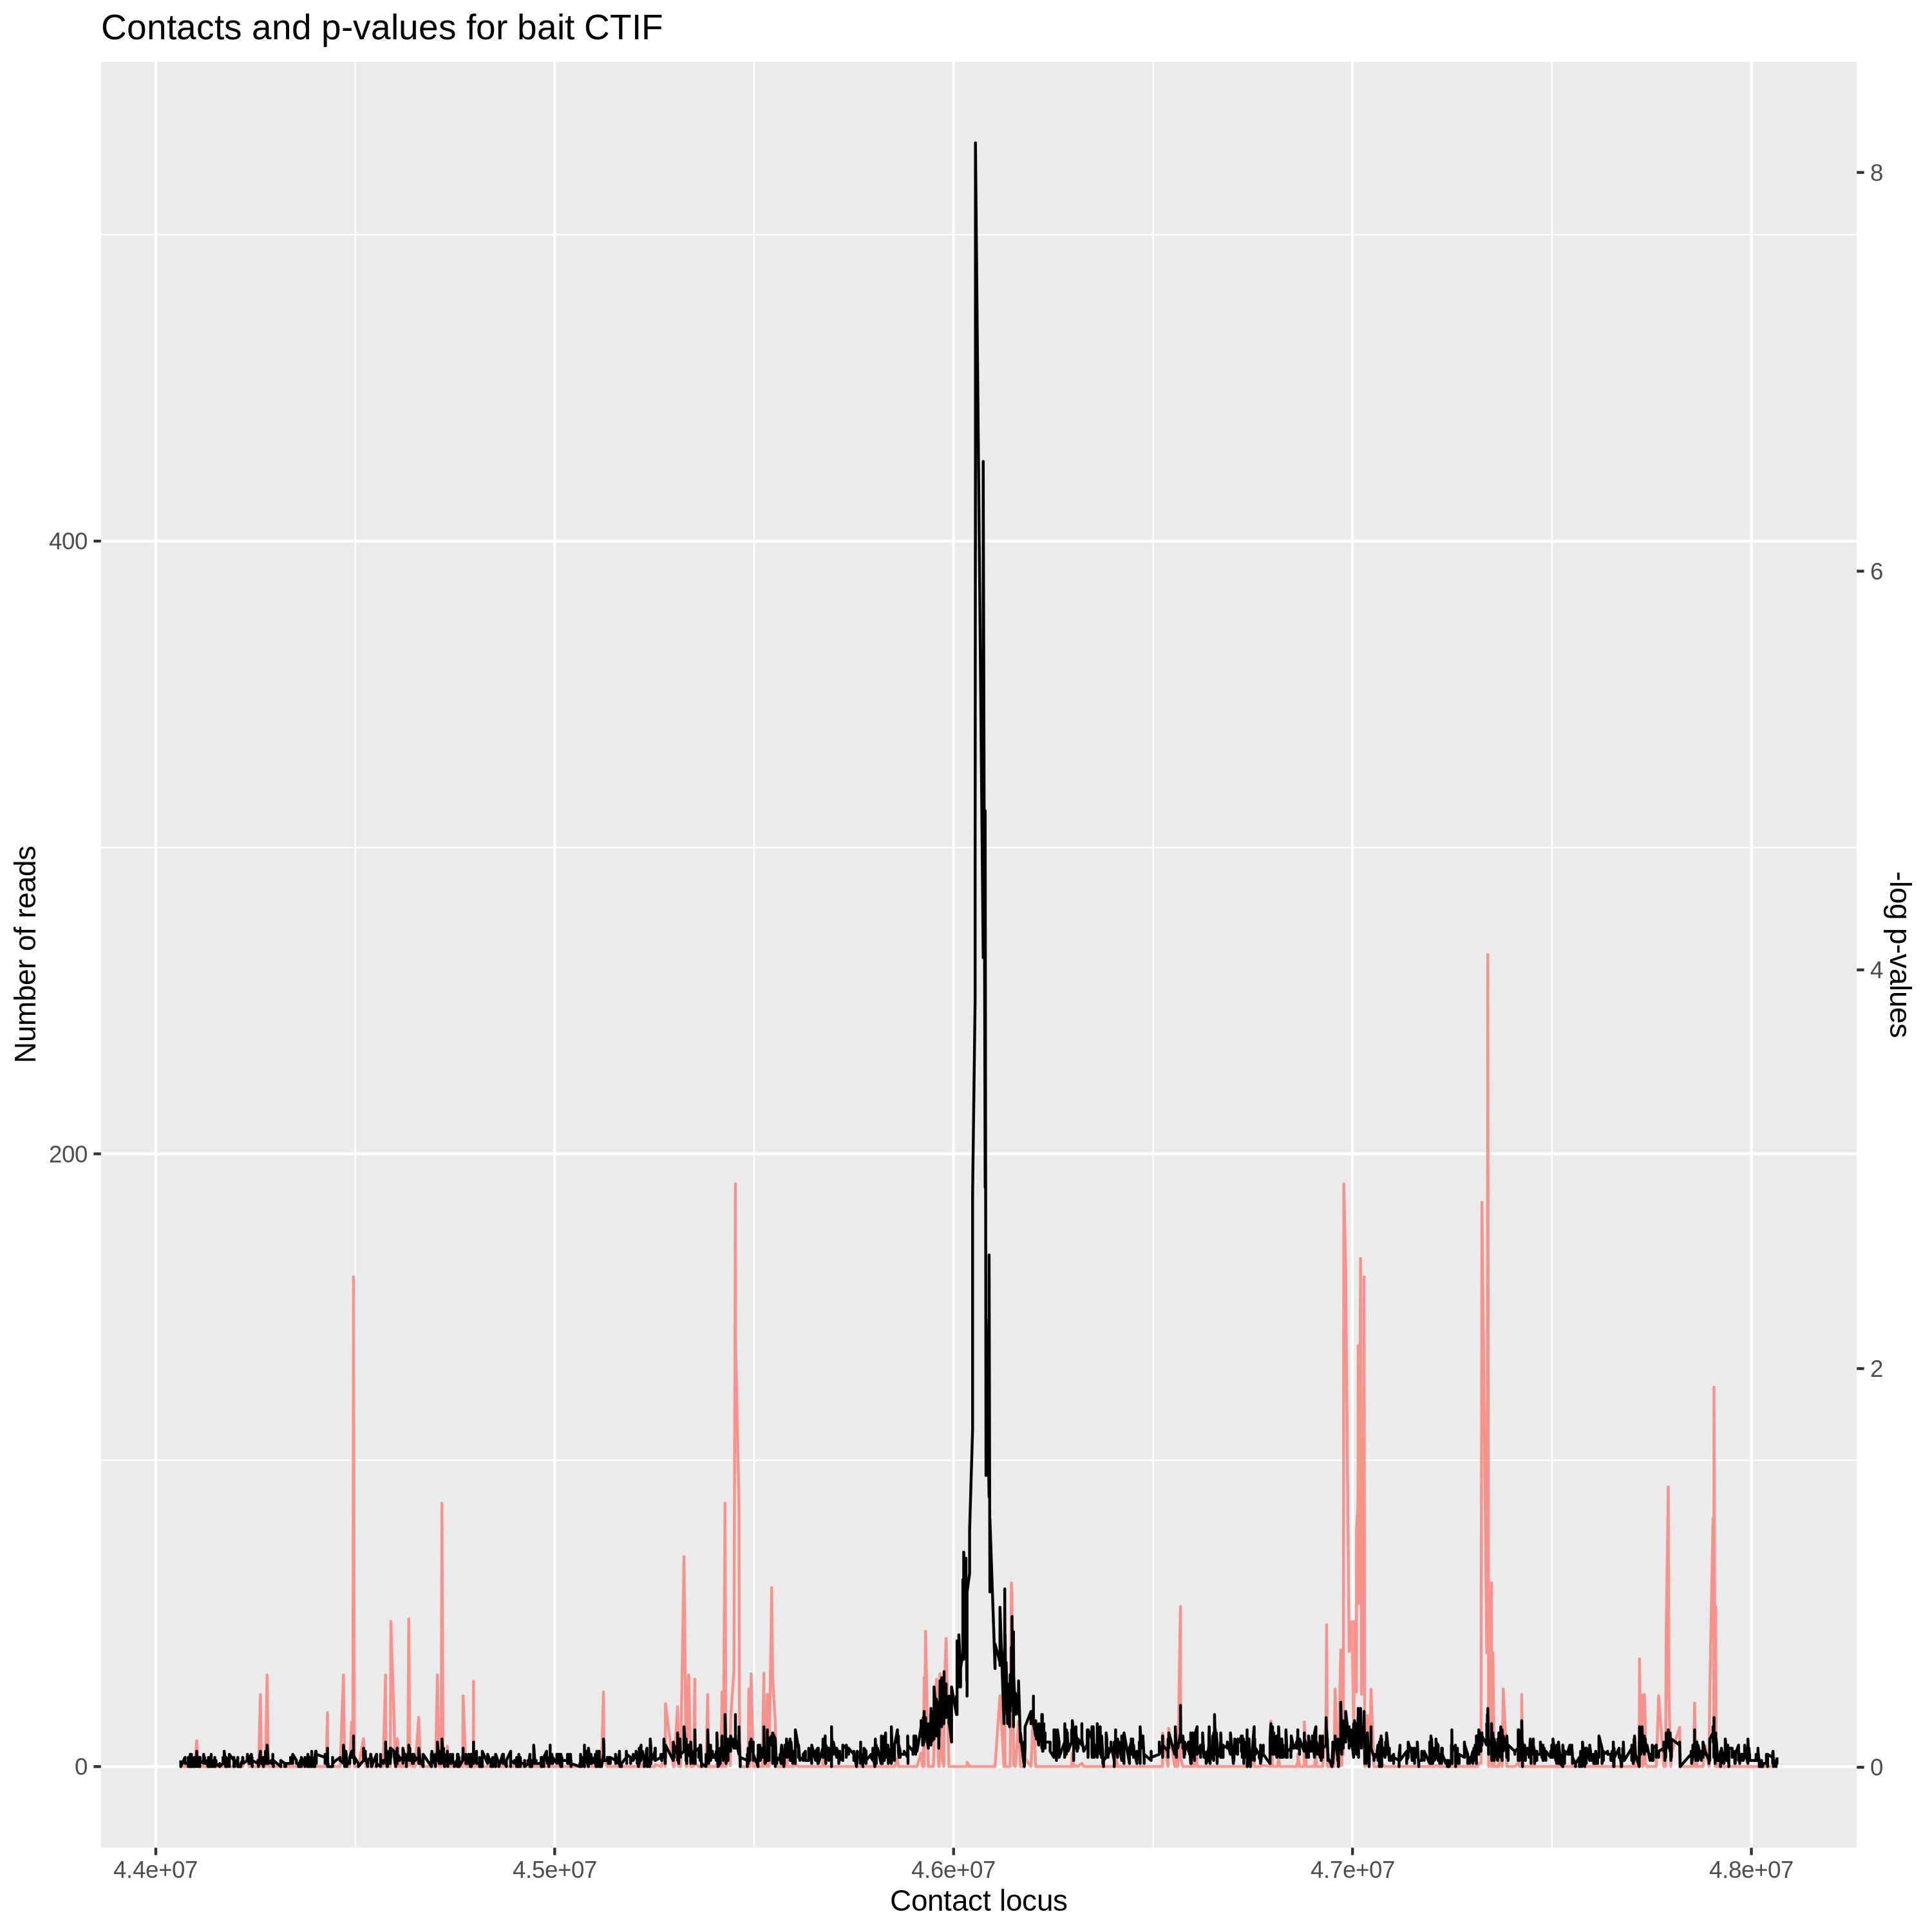 Contacts and p-values for bait CTIF
Number of reads
400
200
0
8
6
4
2
0
-log p-values
4.4e+07
4.5e+07
4.6e+07
4.7e+07
4.8e+07
Contact locus